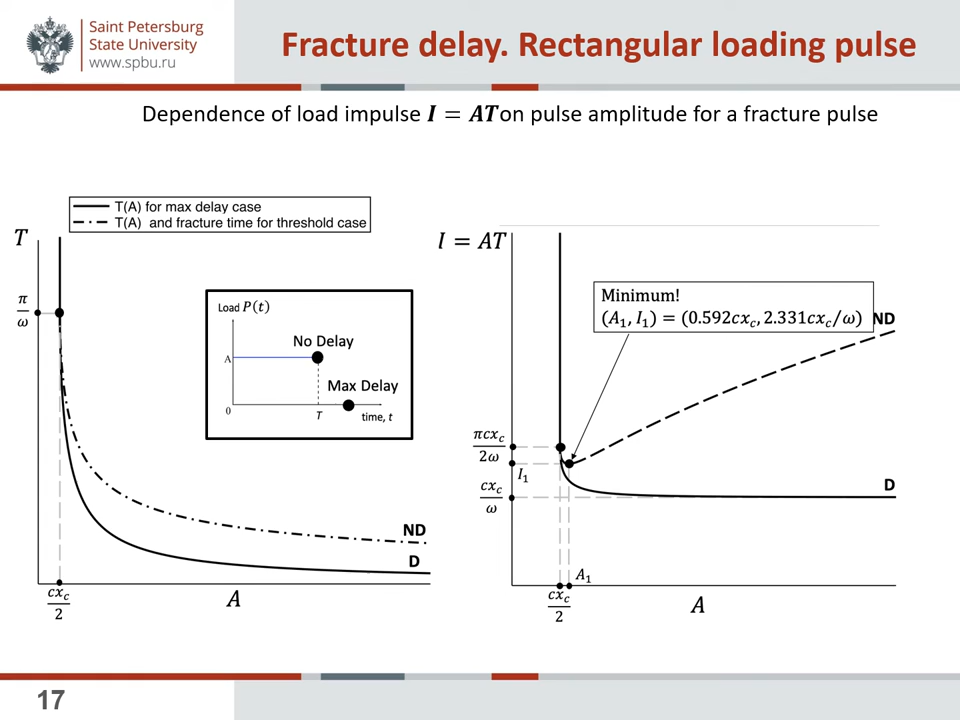 Saint Petersburg
State University
www.spbu.ru
Fracture delay. Rectangular loading pulse
Dependence of load impulse I = AT on pulse amplitude for a fracture pulse
T(A) for max delay case
T(A) and fracture time for threshold case
T
π/ω
Load P(t)
No Delay
A
Max Delay
0
T
time, t
ND
D
cx_c/2
A
I = AT
Minimum!
(A₁, I₁) = (0.592cx_c, 2.331cx_c/ω)
ND
πcx_c/2ω
I₁
cx_c/ω
D
A₁
cx_c/2
A
17